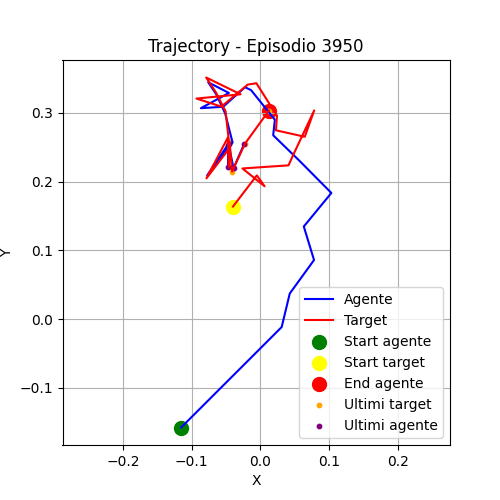 Trajectory - Episodio 3950
Y
0.3
0.2
0.1
0.0
−0.1
−0.2
−0.1
0.0
0.1
0.2
X
Agente
Target
Start agente
Start target
End agente
Ultimi target
Ultimi agente